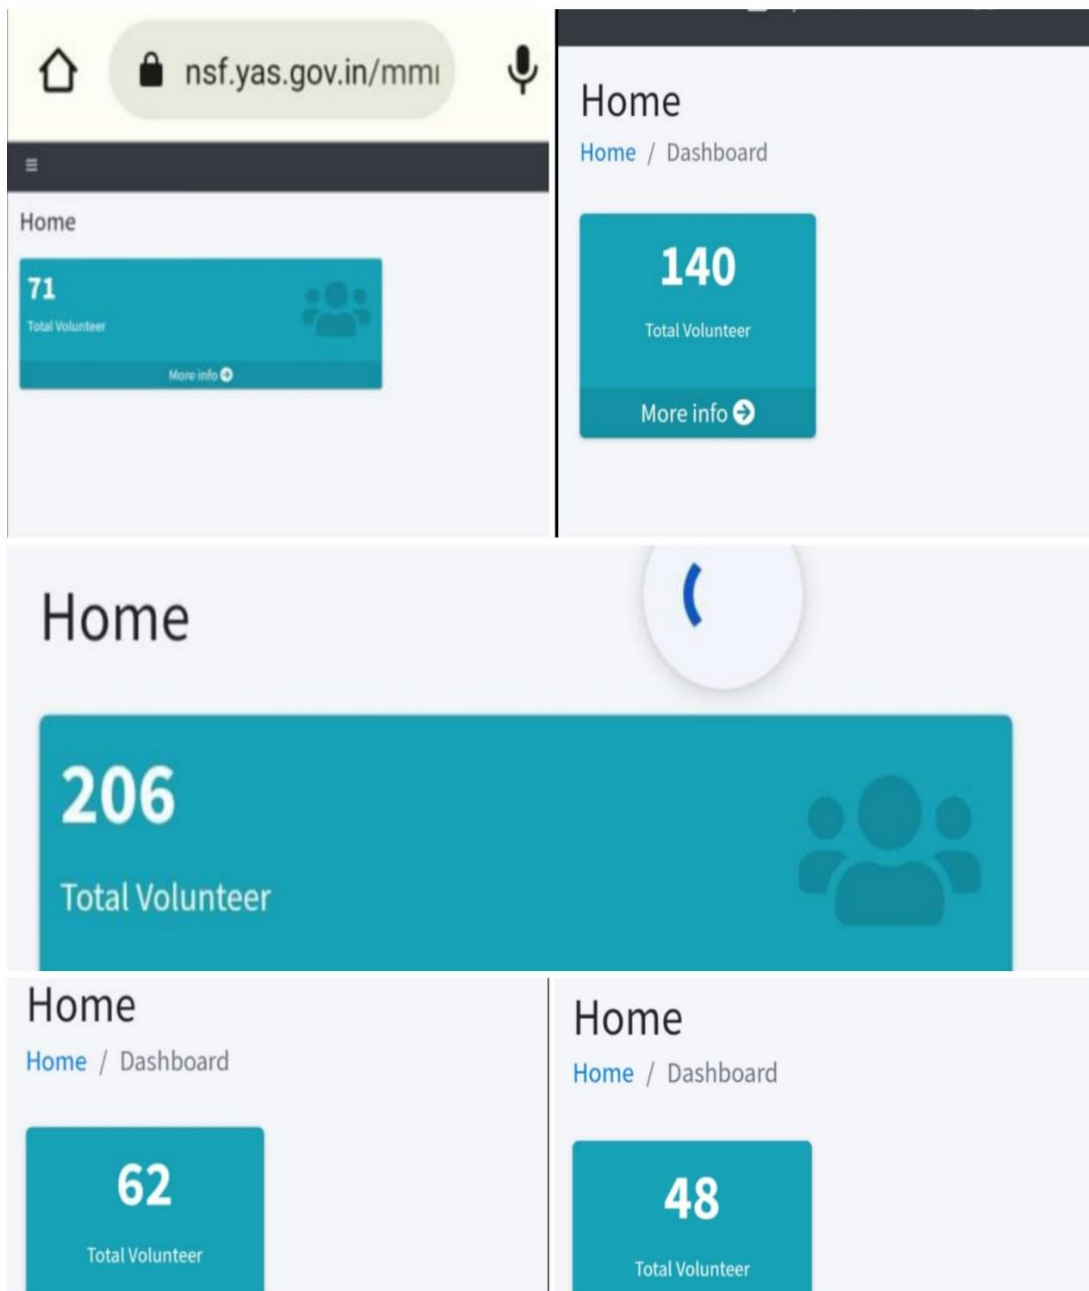 nsf.yas.gov.in/mm
Home
71
Total Volunteer
More info
Home
Home / Dashboard
140
Total Volunteer
More info
Home
206
Total Volunteer
Home
Home / Dashboard
62
Total Volunteer
Home
Home / Dashboard
48
Total Volunteer